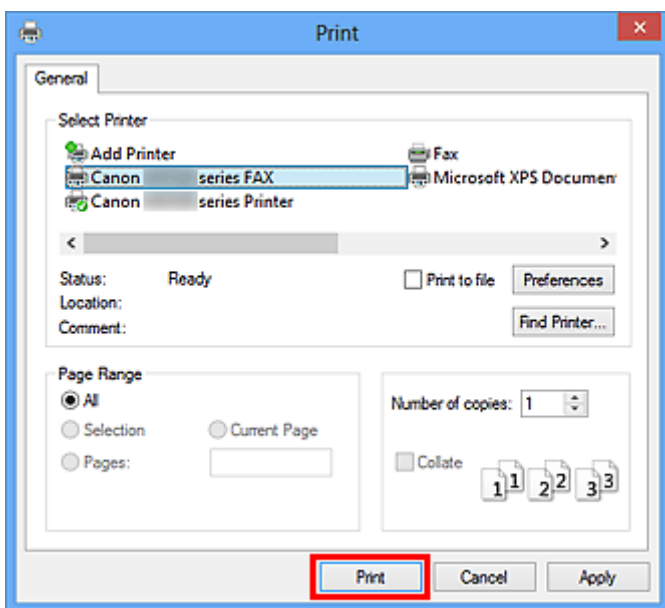 Print
General
Select Printer
Add Printer
Fax
Canon series FAX
Microsoft XPS Documen
Canon series Printer
Status: Ready
Print to file
Preferences
Location:
Comment:
Find Printer...
Page Range
All
Selection
Current Page
Pages:
Number of copies: 1
Collate
1 1 2 2 3 3
Print
Cancel
Apply